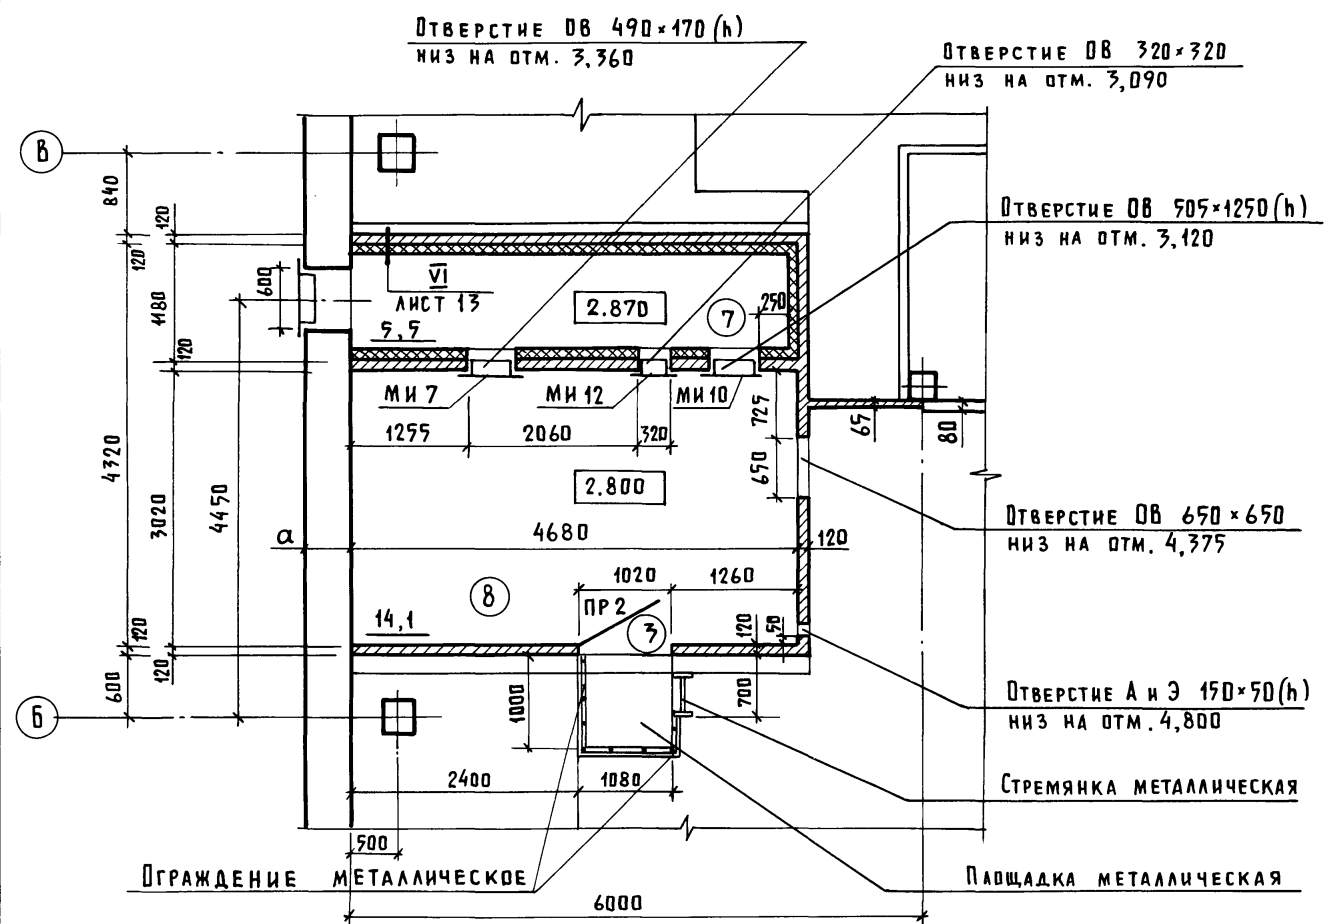 Отверстие ОВ 490×170(h)
низ на отм. 3,360
Отверстие ОВ 320×320
низ на отм. 3,090
В
840
120
Отверстие ОВ 505×1250(h)
низ на отм. 3,120
120
600
1180
VI
лист 13
2.870
7
250
5,5
120
МИ 7
МИ 12
МИ 10
725
65
80
1255
2060
320
4320
650
2.800
4450
3020
Отверстие ОВ 650×650
низ на отм. 4,375
а
4680
120
1020
1260
8
ПР 2
3
14,1
120
120
50
120
600
1000
700
Отверстие А и Э 150×50(h)
низ на отм. 4,800
Б
2400
1080
Стремянка металлическая
500
Ограждение металлическое
Площадка металлическая
6000